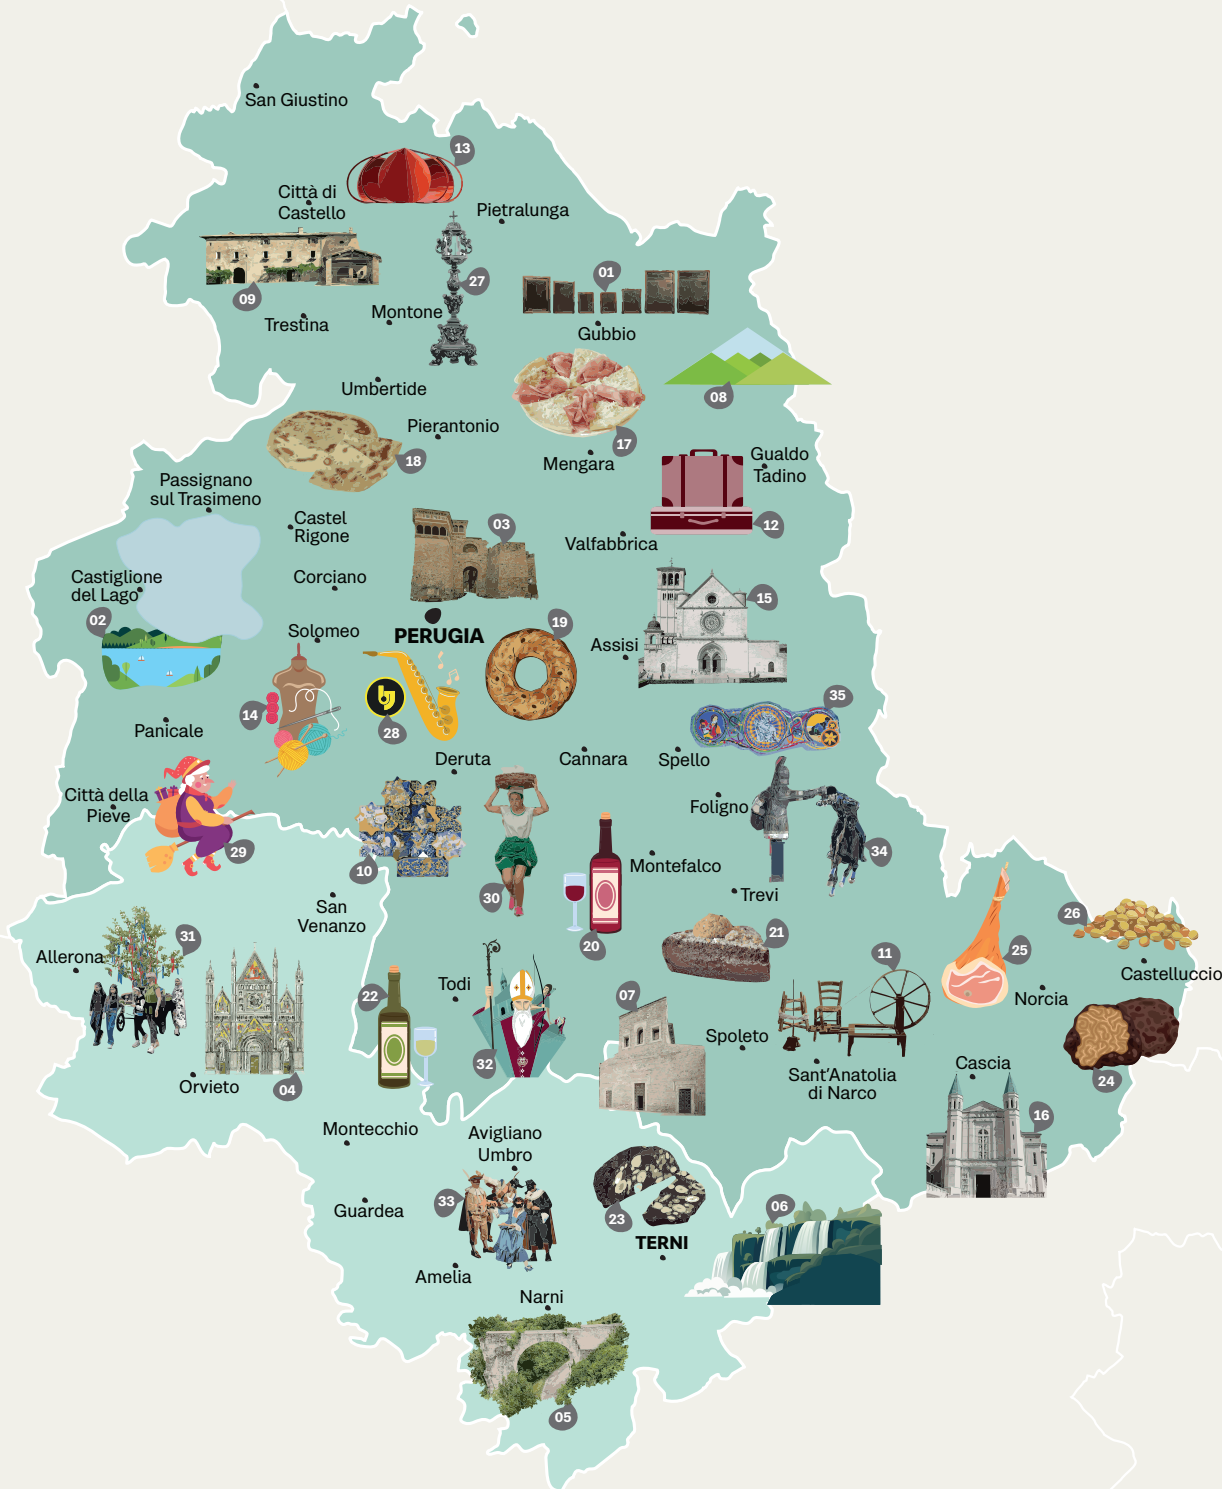 San Giustino
13
Città di
Castello
Pietralunga
27
01
09
Trestina
Montone
Gubbio
08
Umbertide
Pierantonio
17
18
Mengara
Gualdo
Tadino
Passignano
sul Trasimeno
Castel
Rigone
03
12
Valfabbrica
Castiglione
del Lago
Corciano
15
02
PERUGIA
19
Solomeo
Assisi
35
14
28
Panicale
Deruta
Cannara
Spello
Città della
Pieve
Foligno
29
34
10
Montefalco
30
Trevi
San
Venanzo
26
31
20
21
25
11
Allerona
Castelluccio
22
Todi
07
Norcia
Spoleto
32
Orvieto
04
Sant'Anatolia
di Narco
Cascia
24
16
Montecchio
Avigliano
Umbro
33
Guardea
23
06
TERNI
Amelia
Narni
05